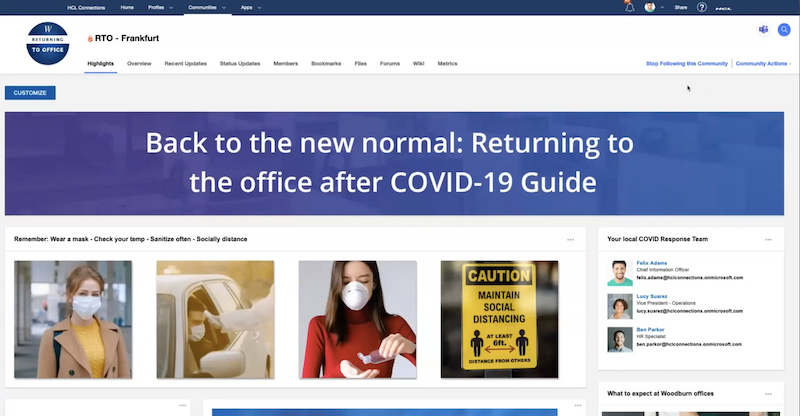 HCL Connections Home Profiles Communities Apps Share ? HCL
W
RETURNING
TO OFFICE
RTO - Frankfurt
Highlights Overview Recent Updates Status Updates Members Bookmarks Files Forums Wiki Metrics
Stop Following this Community Community Actions
CUSTOMIZE
Back to the new normal: Returning to
the office after COVID-19 Guide
Remember: Wear a mask - Check your temp - Sanitize often - Socially distance
CAUTION
MAINTAIN
SOCIAL
DISTANCING
AT LEAST
6ft.
DISTANCE FROM OTHERS
Your local COVID Response Team
Felix Adams
Chief Information Officer
felix.adams@hclconnections.onmicrosoft.com
Lucy Suarez
Vice President - Operations
lucy.suarez@hclconnections.onmicrosoft.com
Ben Parkor
HR Specialist
ben.parkor@hclconnections.onmicrosoft.com
What to expect at Woodburn offices